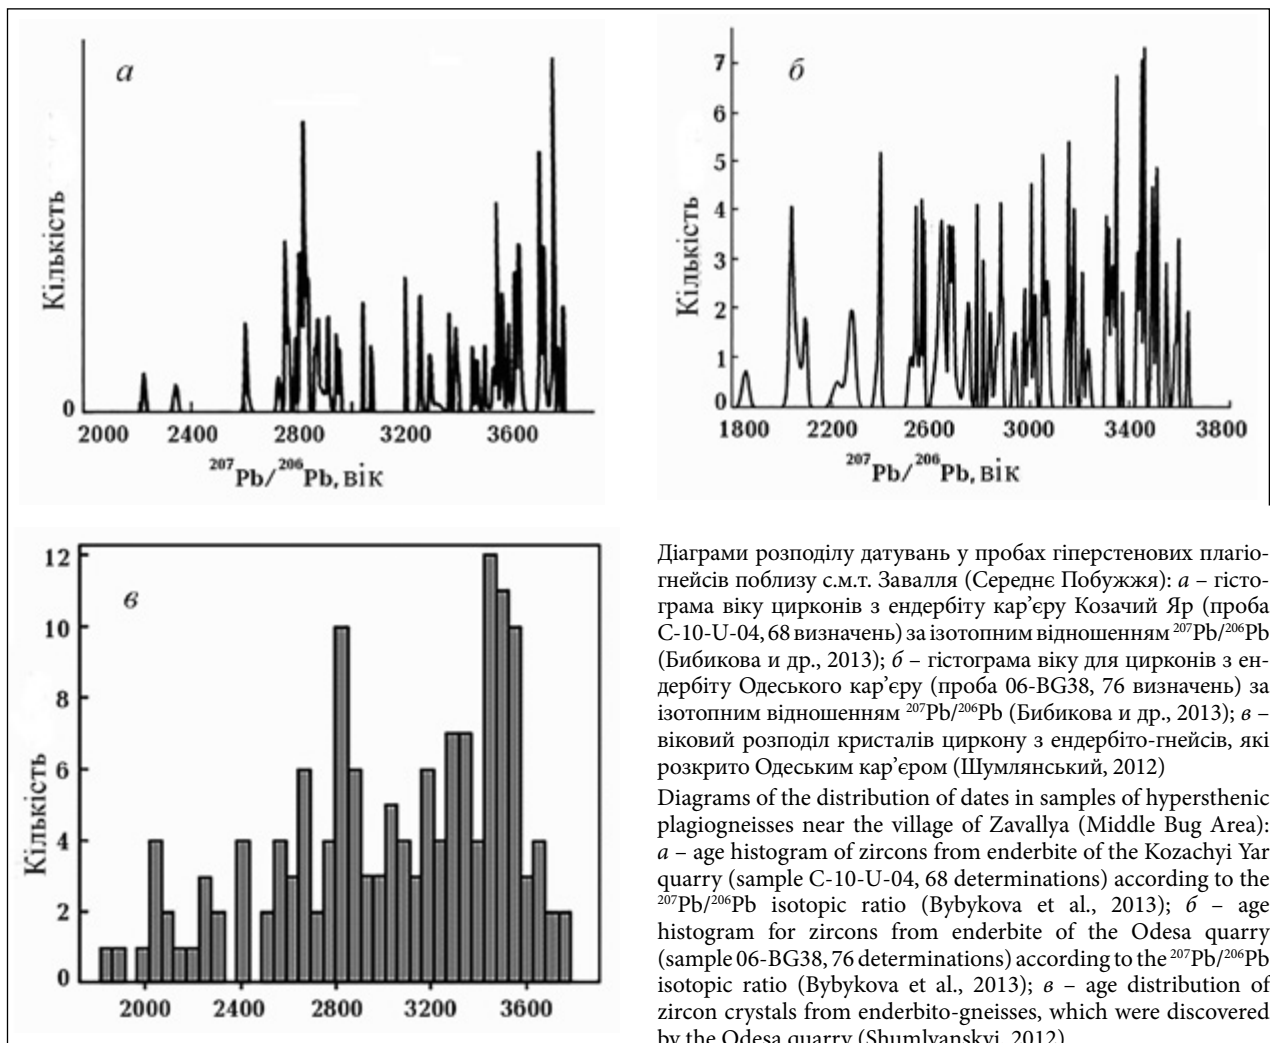 а
Кількість
0
2000 2400 2800 3200 3600
²⁰⁷Pb/²⁰⁶Pb, вік
б
Кількість
7
6
5
4
3
2
1
0
1800 2200 2600 3000 3400 3800
²⁰⁷Pb/²⁰⁶Pb, вік
в
Кількість
12
10
8
6
4
2
0
2000 2400 2800 3200 3600
Діаграми розподілу датувань у пробах гіперстенових плагіо-
гнейсів поблизу с.м.т. Завалля (Середнє Побужжя): а – гісто-
грама віку цирконів з ендербіту кар’єру Козачий Яр (проба
С-10-U-04, 68 визначень) за ізотопним відношенням ²⁰⁷Pb/²⁰⁶Pb
(Бибикова и др., 2013); б – гістограма віку для цирконів з ен-
дербіту Одеського кар’єру (проба 06-BG38, 76 визначень) за
ізотопним відношенням ²⁰⁷Pb/²⁰⁶Pb (Бибикова и др., 2013); в –
віковий розподіл кристалів циркону з ендербіто-гнейсів, які
розкрито Одеським кар’єром (Шумлянський, 2012)
Diagrams of the distribution of dates in samples of hypersthenic
plagiogneisses near the village of Zavallya (Middle Bug Area):
а – age histogram of zircons from enderbite of the Kozachyi Yar
quarry (sample C-10-U-04, 68 determinations) according to the
²⁰⁷Pb/²⁰⁶Pb isotopic ratio (Bybykova et al., 2013); б – age
histogram for zircons from enderbite of the Odesa quarry
(sample 06-BG38, 76 determinations) according to the ²⁰⁷Pb/²⁰⁶Pb
isotopic ratio (Bybykova et al., 2013); в – age distribution of
zircon crystals from enderbito-gneisses, which were discovered
by the Odesa quarry (Shumlyanskyi, 2012)